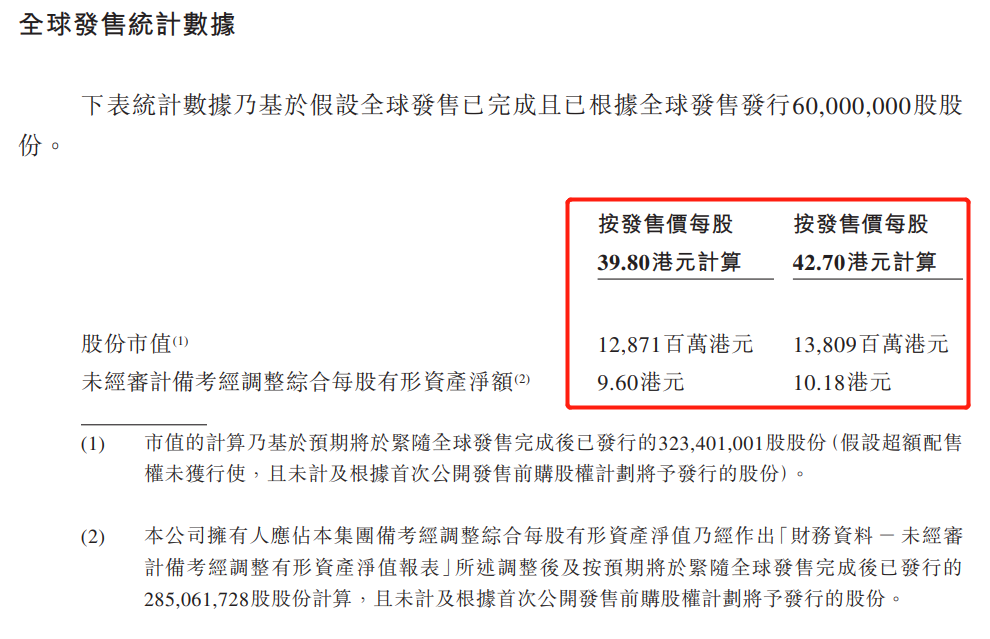 全球發售統計數據
下表統計數據乃基於假設全球發售已完成且已根據全球發售發行60,000,000股股
份。
按發售價每股 按發售價每股
39.80港元計算 42.70港元計算
股份市值(1) 12,871百萬港元 13,809百萬港元
未經審計備考經調整綜合每股有形資產淨額(2) 9.60港元 10.18港元
(1) 市值的計算乃基於預期將於緊隨全球發售完成後已發行的323,401,001股股份(假設超額配售
權未獲行使，且未計及根據首次公開發售前購股權計劃將予發行的股份)。
(2) 本公司擁有人應佔本集團備考經調整綜合每股有形資產淨值乃經作出「財務資料 － 未經審
計備考經調整有形資產淨值報表」所述調整後及按預期將於緊隨全球發售完成後已發行的
285,061,728股股份計算，且未計及根據首次公開發售前購股權計劃將予發行的股份。